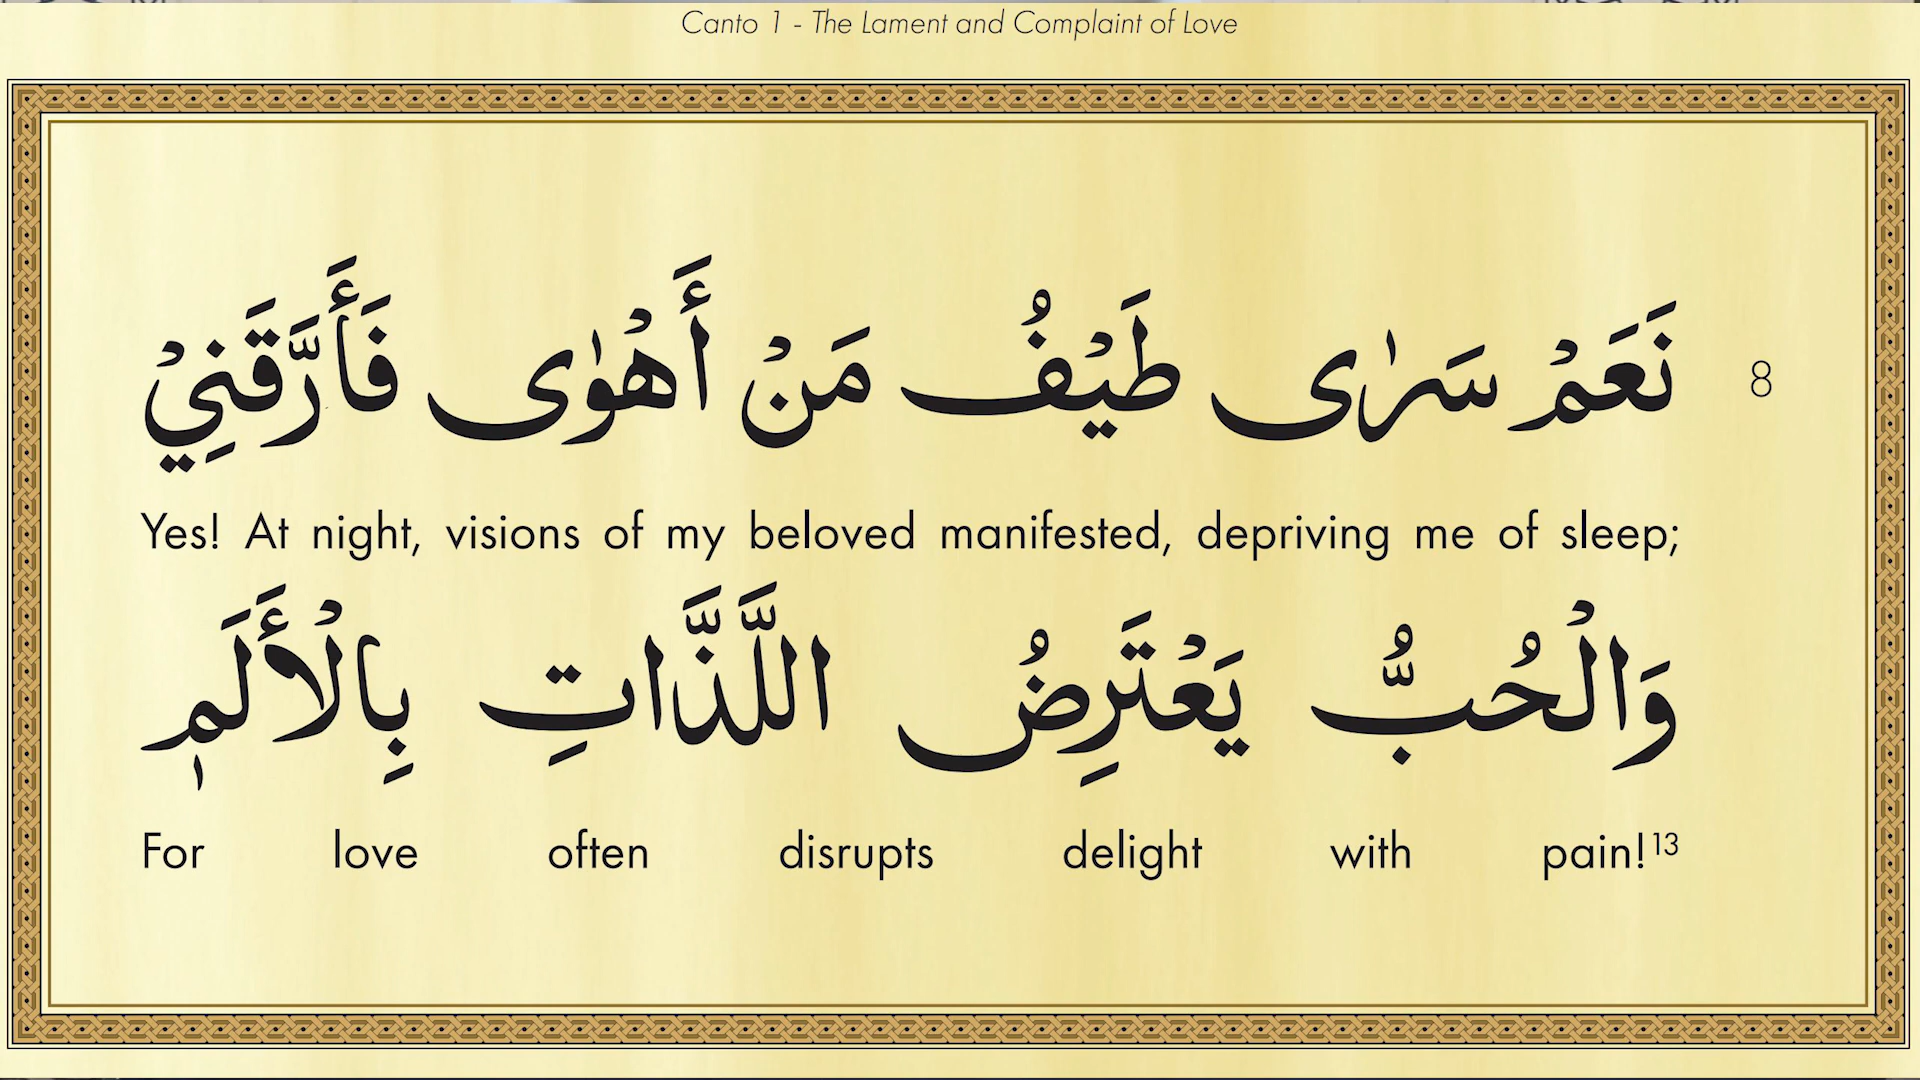 Canto 1 - The Lament and Complaint of Love
نَعَمْ سَرٰى طَيْفُ مَنْ أَهْوٰى فَأَرَّقَنِيْ 8
Yes! At night, visions of my beloved manifested, depriving me of sleep;
وَالْحُبُّ يَعْتَرِضُ اللَّذَّاتِ بِالْأَلَمٖ
For love often disrupts delight with pain!¹³